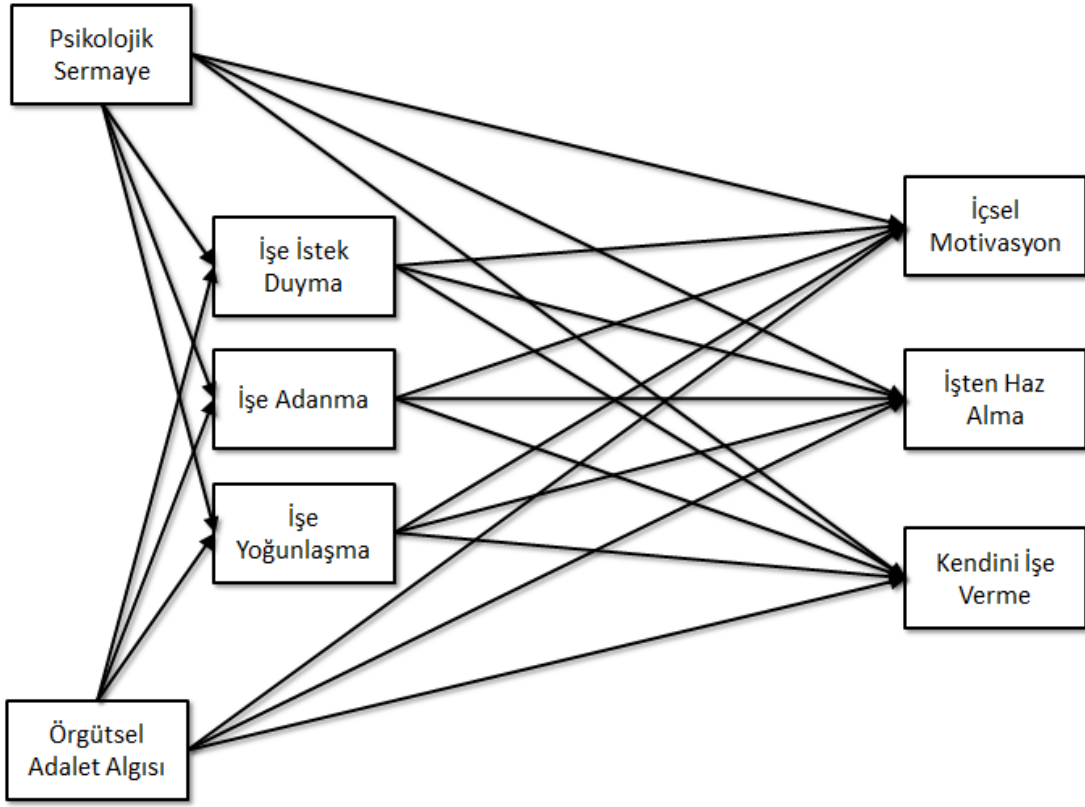 Psikolojik
Sermaye
İçsel
Motivasyon
İşe İstek
Duyma
İşe Adanma
İşten Haz
Alma
İşe
Yoğunlaşma
Kendini İşe
Verme
Örgütsel
Adalet Algısı